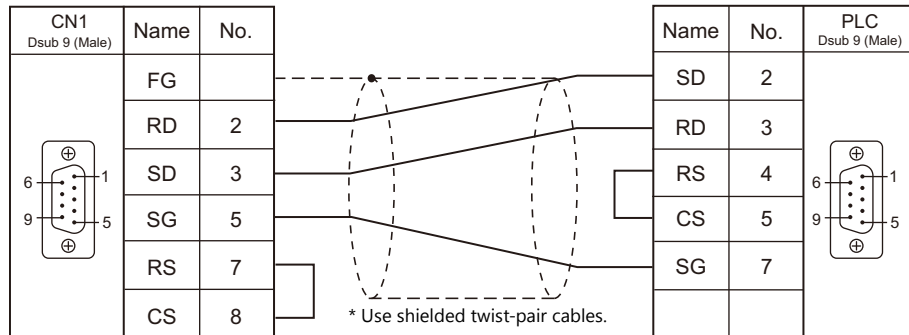 CN1
Dsub 9 (Male)
Name
No.
FG
RD
2
SD
3
SG
5
RS
7
CS
8
6
1
9
5
* Use shielded twist-pair cables.
Name
No.
PLC
Dsub 9 (Male)
SD
2
RD
3
RS
4
CS
5
SG
7
6
1
9
5